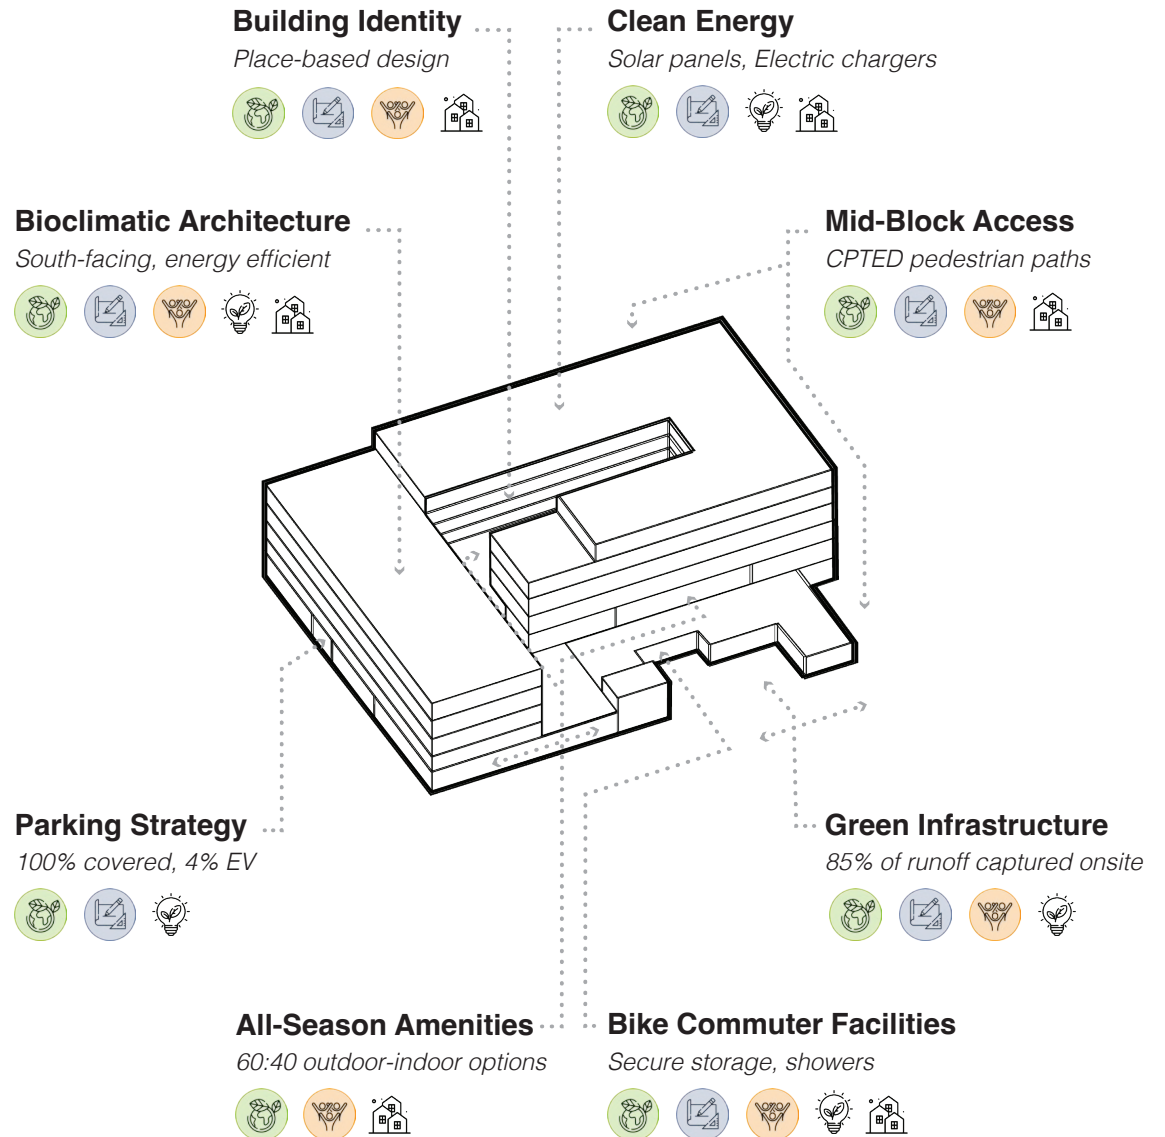 Building Identity
Place-based design
Clean Energy
Solar panels, Electric chargers
Bioclimatic Architecture
South-facing, energy efficient
Mid-Block Access
CPTED pedestrian paths
Parking Strategy
100% covered, 4% EV
Green Infrastructure
85% of runoff captured onsite
All-Season Amenities
60:40 outdoor-indoor options
Bike Commuter Facilities
Secure storage, showers